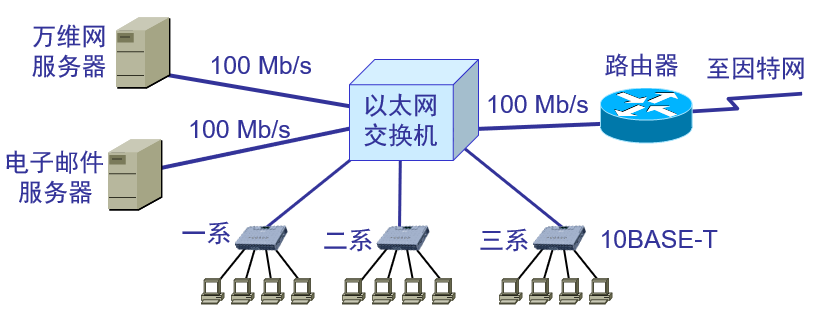 万维网
服务器
100 Mb/s
以太网
交换机
100 Mb/s
路由器
至因特网
100 Mb/s
电子邮件
服务器
一系
二系
三系
10BASE-T